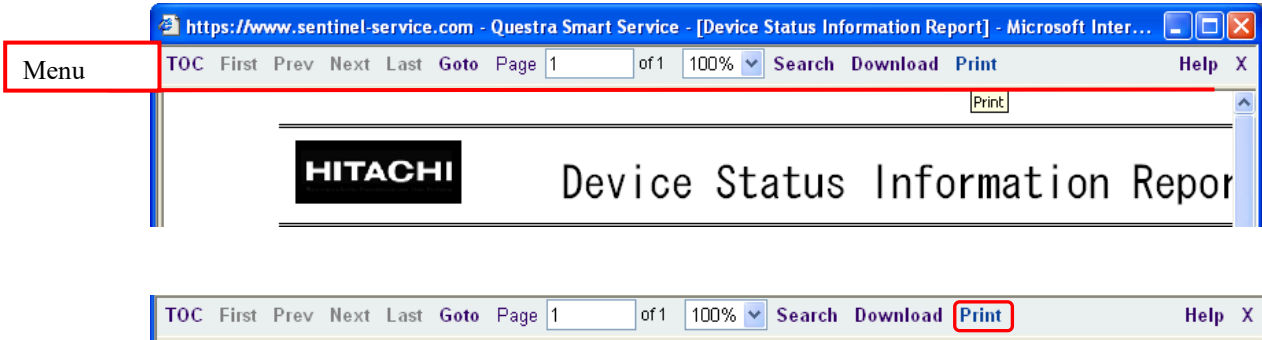 https://www.sentinel-service.com - Questra Smart Service - [Device Status Information Report] - Microsoft Inter...
Menu
TOC First Prev Next Last Goto Page 1 of 1 100% Search Download Print Help X
Print
HITACHI Device Status Information Repor
TOC First Prev Next Last Goto Page 1 of 1 100% Search Download Print Help X